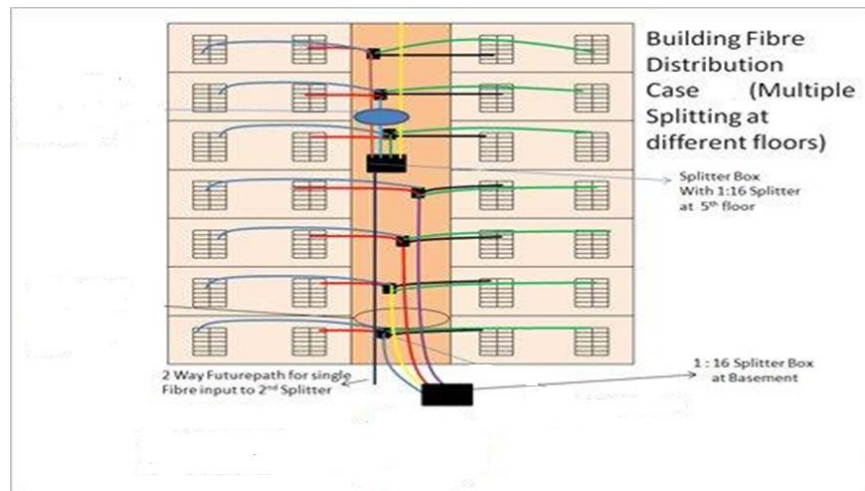 Building Fibre
Distribution
Case (Multiple
Splitting at
different floors)
Splitter Box
With 1:16 Splitter
at 5th floor
2 Way Futurepath for single
Fibre input to 2nd Splitter
1 : 16 Splitter Box
at Basement